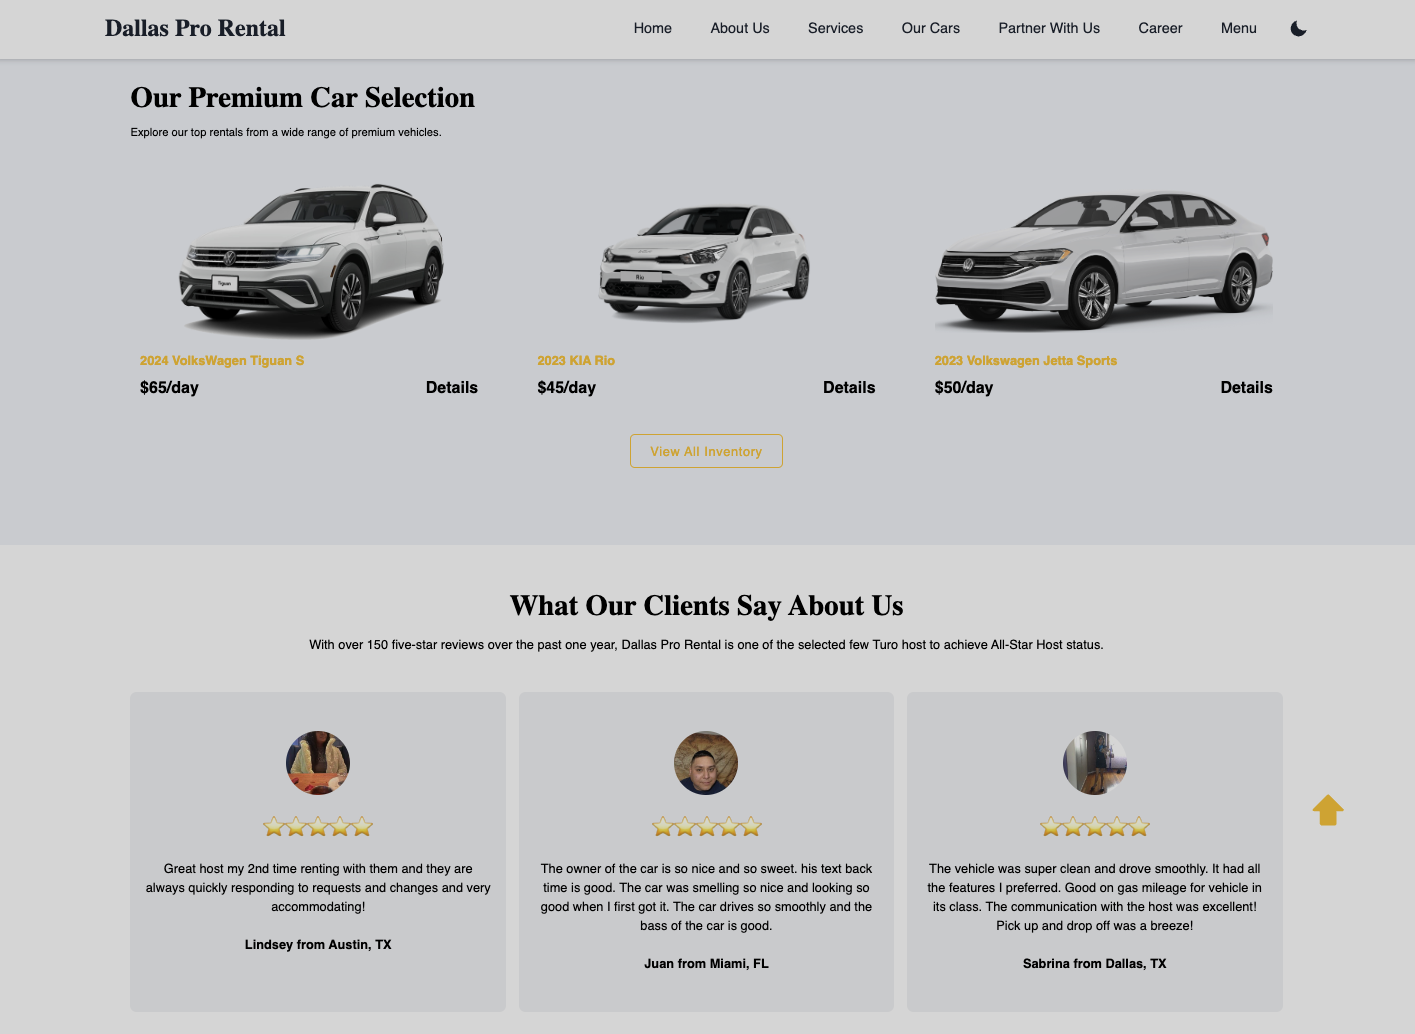 Dallas Pro Rental
Home
About Us
Services
Our Cars
Partner With Us
Career
Menu
Our Premium Car Selection
Explore our top rentals from a wide range of premium vehicles.
Tiguan
Rio
2024 VolksWagen Tiguan S
$65/day
Details
2023 KIA Rio
$45/day
Details
2023 Volkswagen Jetta Sports
$50/day
Details
View All Inventory
What Our Clients Say About Us
With over 150 five-star reviews over the past one year, Dallas Pro Rental is one of the selected few Turo host to achieve All-Star Host status.
Great host my 2nd time renting with them and they are
always quickly responding to requests and changes and very
accommodating!
Lindsey from Austin, TX
The owner of the car is so nice and so sweet. his text back
time is good. The car was smelling so nice and looking so
good when I first got it. The car drives so smoothly and the
bass of the car is good.
Juan from Miami, FL
The vehicle was super clean and drove smoothly. It had all
the features I preferred. Good on gas mileage for vehicle in
its class. The communication with the host was excellent!
Pick up and drop off was a breeze!
Sabrina from Dallas, TX